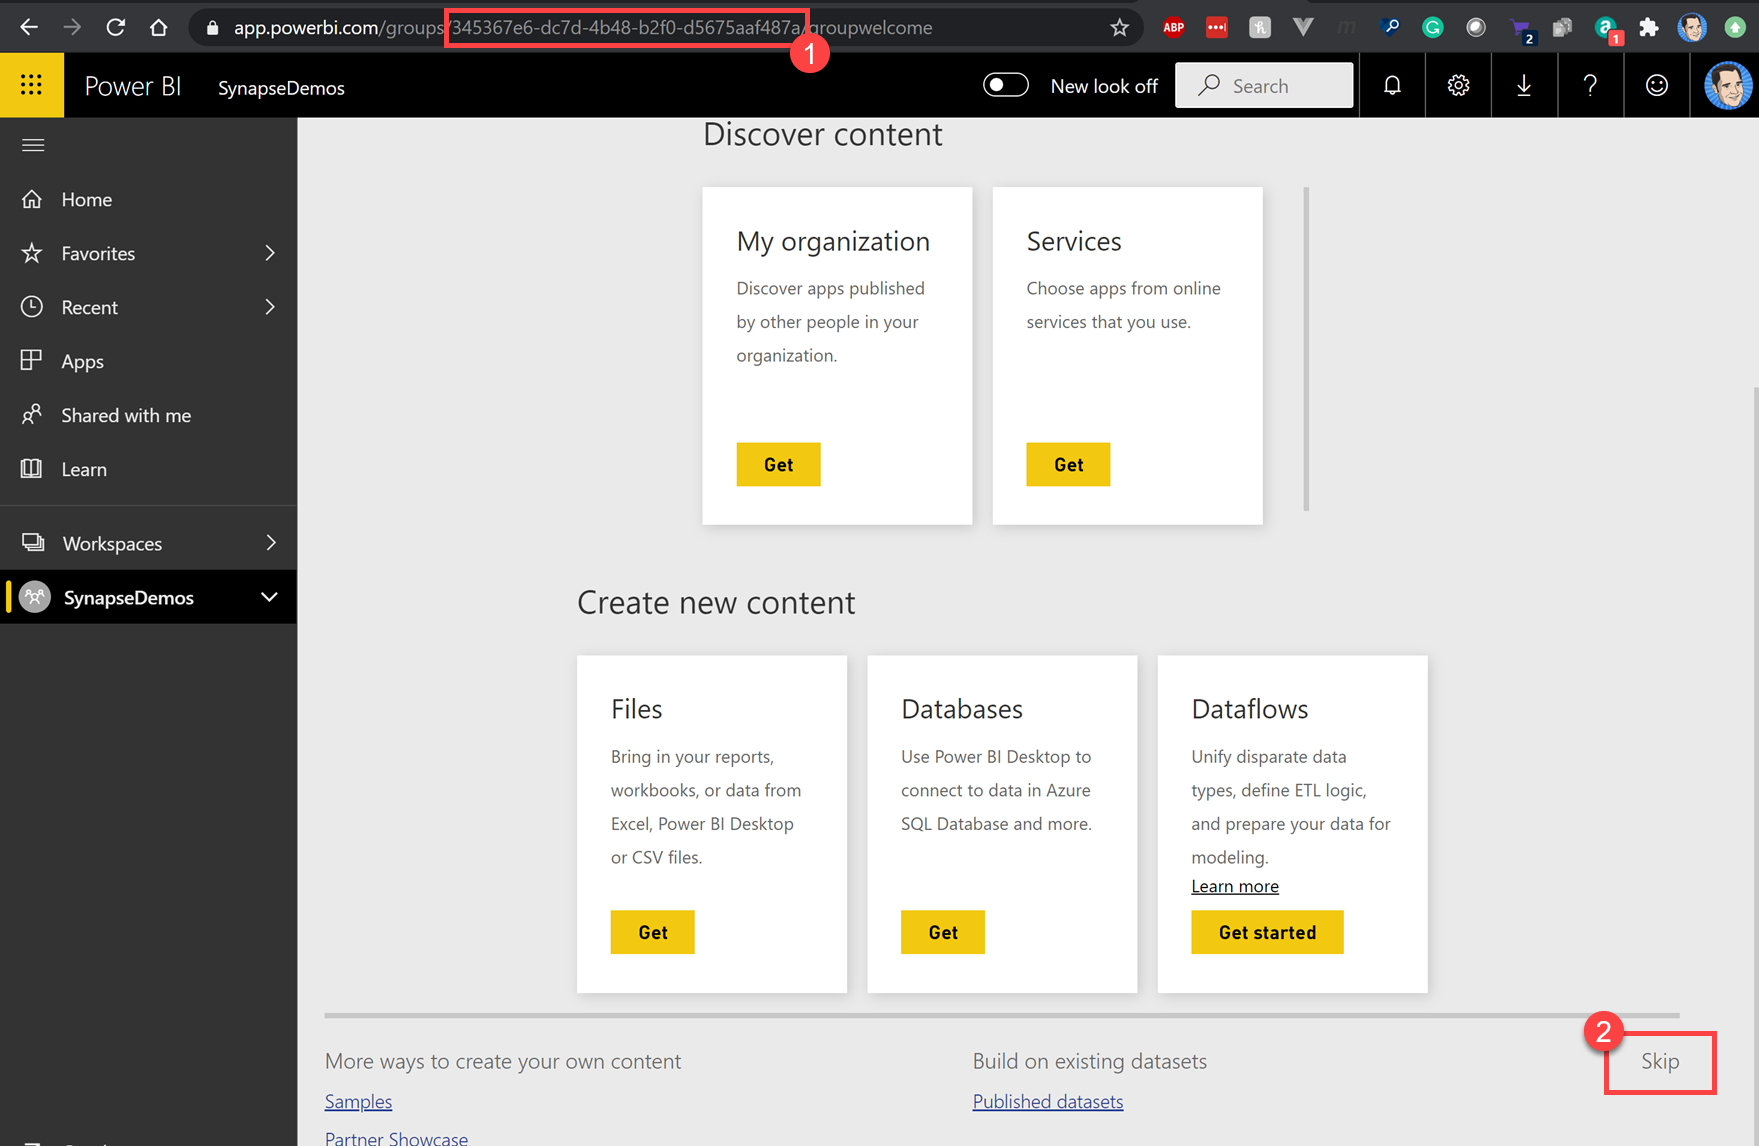 app.powerbi.com/groups/345367e6-dc7d-4b48-b2f0-d5675aaf487a/groupwelcome
ABP
2
1
1
Power BI
SynapseDemos
New look off
Search
Home
Favorites
Recent
Apps
Shared with me
Learn
Workspaces
SynapseDemos
Discover content
My organization
Discover apps published
by other people in your
organization.
Get
Services
Choose apps from online
services that you use.
Get
Create new content
Files
Bring in your reports,
workbooks, or data from
Excel, Power BI Desktop
or CSV files.
Get
Databases
Use Power BI Desktop to
connect to data in Azure
SQL Database and more.
Get
Dataflows
Unify disparate data
types, define ETL logic,
and prepare your data for
modeling.
Learn more
Get started
More ways to create your own content
Samples
Partner Showcase
Build on existing datasets
Published datasets
2
Skip